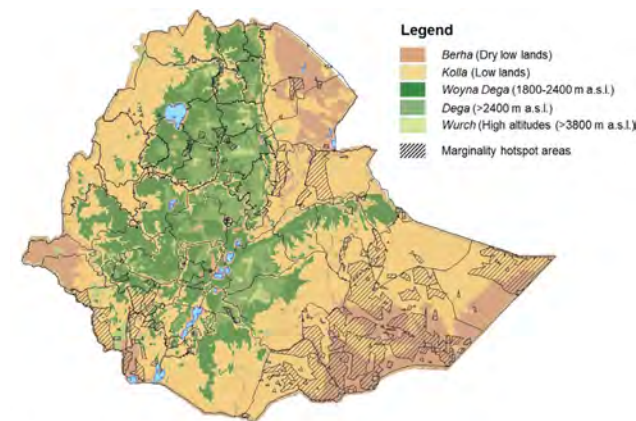 Legend
Berha (Dry low lands)
Kolla (Low lands)
Woyna Dega (1800-2400 m a.s.l.)
Dega (>2400 m a.s.l.)
Wurch (High altitudes (>3800 m a.s.l.)
Marginality hotspot areas